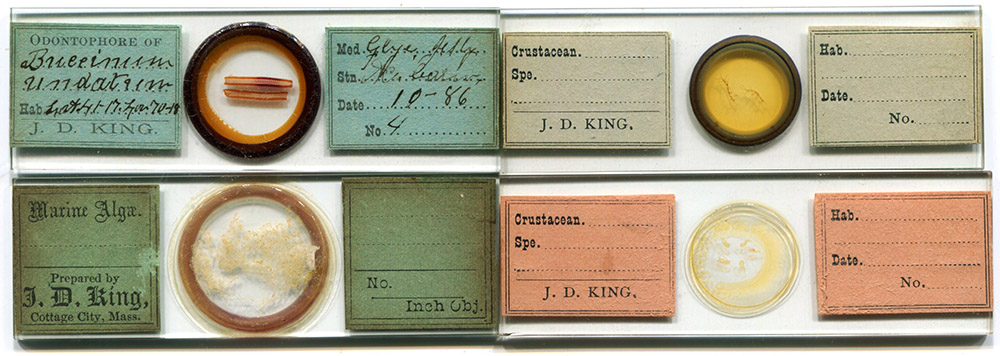 ODONTOPHORE OF
Buccinum
undatum
Hab.
J. D. KING.
Med. Glyc.
Stn.
Date 10-86
No. 4
Crustacean.
Spe.
J. D. KING.
Hab.
Date.
No.
Marine Algæ.
Prepared by
J. D. King,
Cottage City, Mass.
No.
Inch Obj.
Crustacean.
Spe.
J. D. KING.
Hab.
Date.
No.